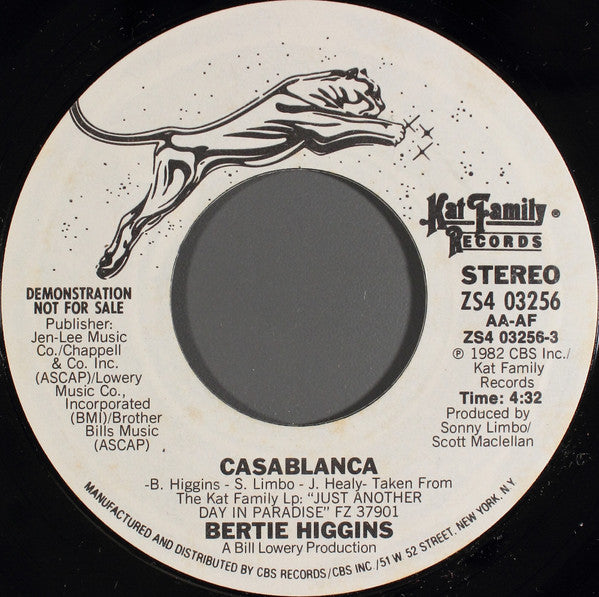 Kat Family®
RECORDS
STEREO
ZS4 03256
AA-AF
ZS4 03256-3
℗ 1982 CBS Inc./
Kat Family
Records
Time: 4:32
Produced by
Sonny Limbo/
Scott Maclellan
DEMONSTRATION
NOT FOR SALE
Publisher:
Jen-Lee Music
Co./Chappell
& Co. Inc.
(ASCAP)/Lowery
Music Co.,
Incorporated
(BMI)/Brother
Bills Music
(ASCAP)
CASABLANCA
-B. Higgins - S. Limbo - J. Healy- Taken From
The Kat Family Lp: "JUST ANOTHER
DAY IN PARADISE" FZ 37901
BERTIE HIGGINS
A Bill Lowery Production
MANUFACTURED AND DISTRIBUTED BY CBS RECORDS/CBS INC./51 W. 52 STREET, NEW YORK, N.Y.